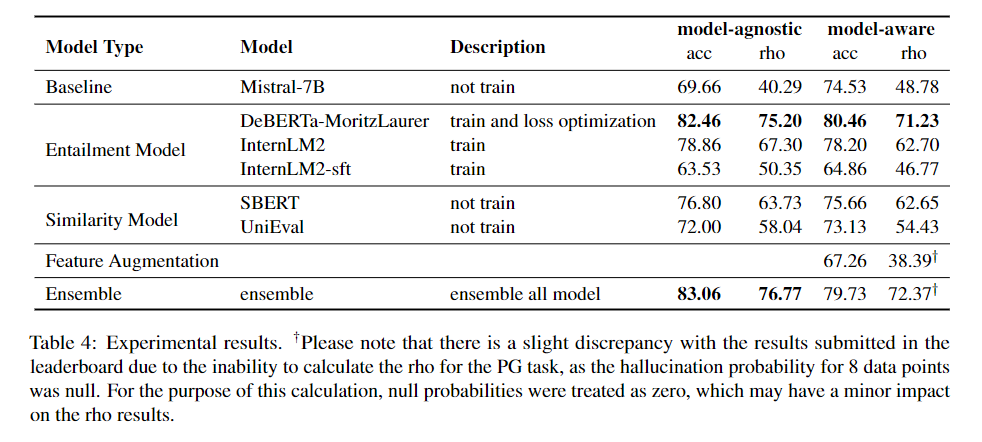 Model Type Model Description model-agnostic model-aware
acc rho acc rho
Baseline Mistral-7B not train 69.66 40.29 74.53 48.78
Entailment Model DeBERTa-MoritzLaurer train and loss optimization 82.46 75.20 80.46 71.23
InternLM2 train 78.86 67.30 78.20 62.70
InternLM2-sft train 63.53 50.35 64.86 46.77
Similarity Model SBERT not train 76.80 63.73 75.66 62.65
UniEval not train 72.00 58.04 73.13 54.43
Feature Augmentation 67.26 38.39†
Ensemble ensemble ensemble all model 83.06 76.77 79.73 72.37†
Table 4: Experimental results. †Please note that there is a slight discrepancy with the results submitted in the
leaderboard due to the inability to calculate the rho for the PG task, as the hallucination probability for 8 data points
was null. For the purpose of this calculation, null probabilities were treated as zero, which may have a minor impact
on the rho results.